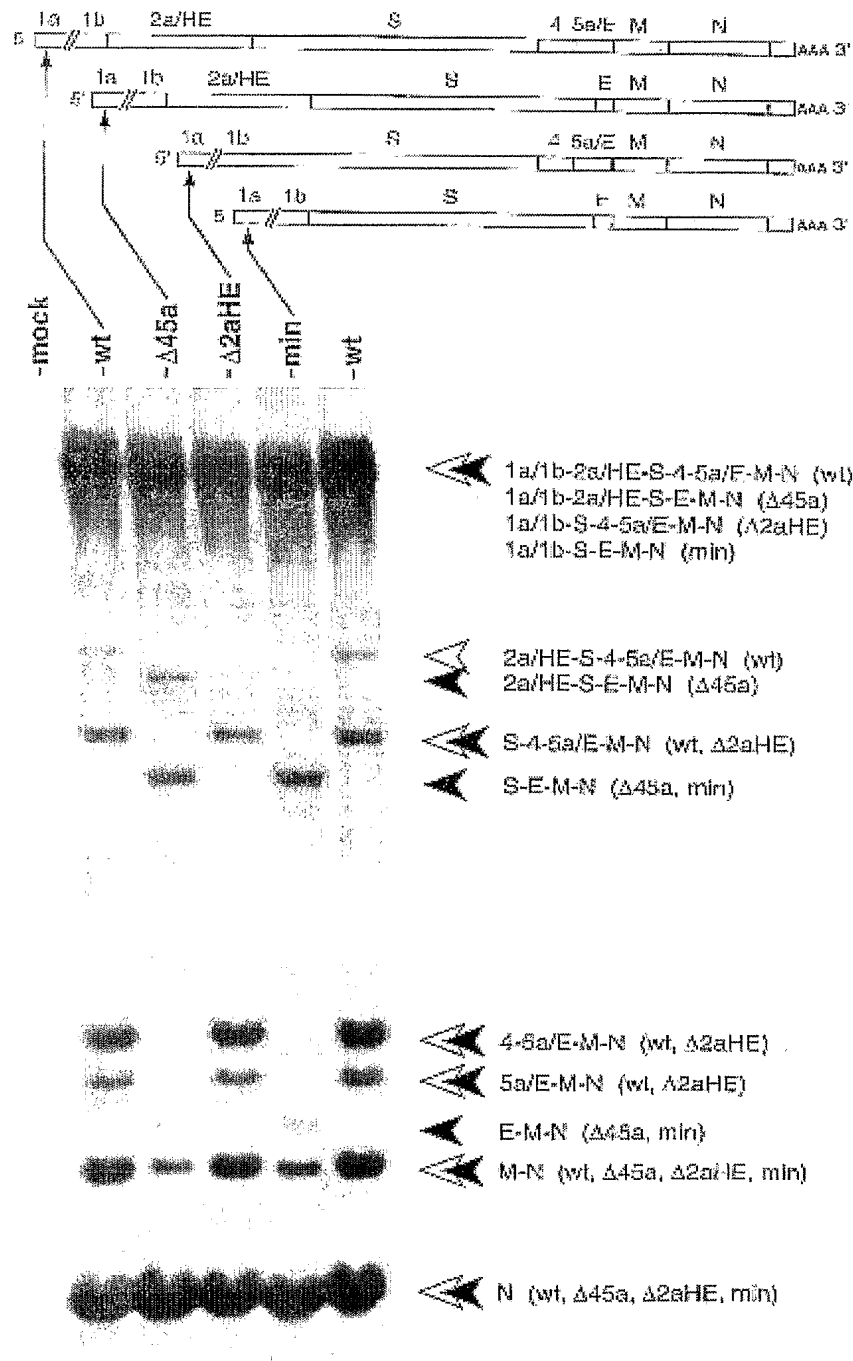 1a 1b 2a/HE S 4 5a/E M N
5 AAA 3'
1a 1b 2a/HE S E M N
5' AAA 3'
1a 1b S 4 5a/E M N
5' AAA 3'
1a 1b S E M N
5 AAA 3'
-mock
-wt
-Δ45a
-Δ2aHE
-min
-wt
1a/1b-2a/HE-S-4-5a/E-M-N (wt)
1a/1b-2a/HE-S-E-M-N (Δ45a)
1a/1b-S-4-5a/E-M-N (Δ2aHE)
1a/1b-S-E-M-N (min)
2a/HE-S-4-5a/E-M-N (wt)
2a/HE-S-E-M-N (Δ45a)
S-4-5a/E-M-N (wt, Δ2aHE)
S-E-M-N (Δ45a, min)
4-5a/E-M-N (wt, Δ2aHE)
5a/E-M-N (wt, Δ2aHE)
E-M-N (Δ45a, min)
M-N (wt, Δ45a, Δ2aHE, min)
N (wt, Δ45a, Δ2aHE, min)